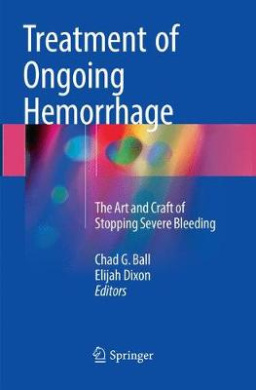 Treatment of
Ongoing
Hemorrhage
The Art and Craft of
Stopping Severe Bleeding
Chad G. Ball
Elijah Dixon
Editors
Springer